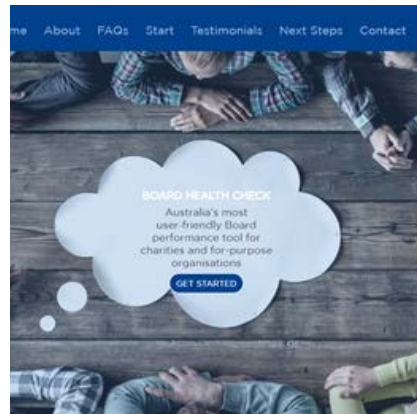 me About FAQs Start Testimonials Next Steps Contact
BOARD HEALTH CHECK
Australia's most
user-friendly Board
performance tool for
charities and for-purpose
organisations
GET STARTED